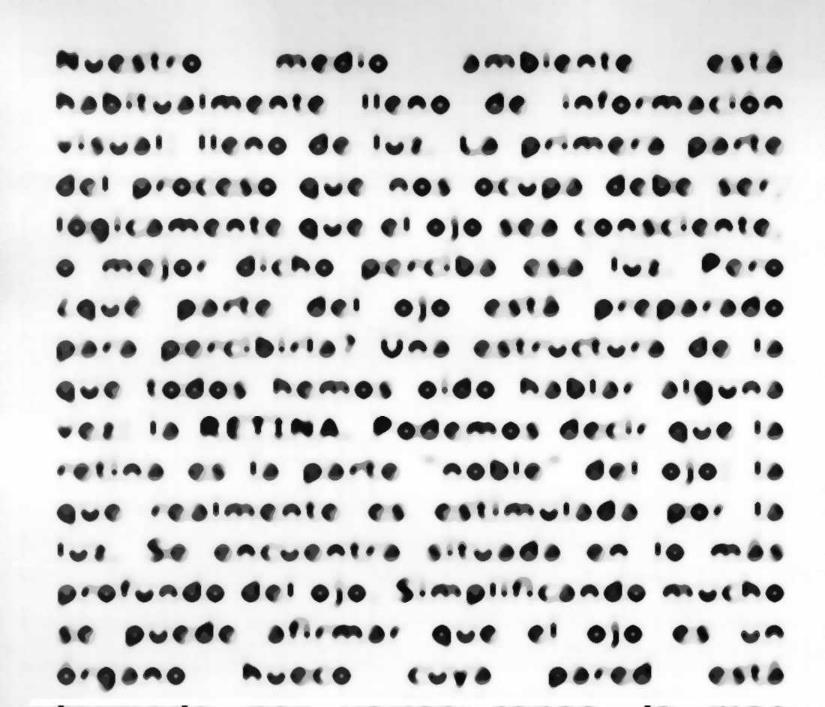 Nuestro medio ambiente está
habitualmente lleno de información
visual lleno de luz La primera parte
del proceso que nos ocupa debe ser
lógicamente que el ojo sea consciente
o mejor dicho perciba esa luz Pero
¿qué parte del ojo está preparado
para percibirla? Una estructura de la
que todos hemos oido hablar alguna
vez la RETINA Podemos decir que la
retina es la parte noble del ojo la
que realmente es estimulada por la
luz Se encuentra situada en lo más
profundo del ojo Simplificando mucho
se puede afirmar que el ojo es un
organo hueco cuya pared está